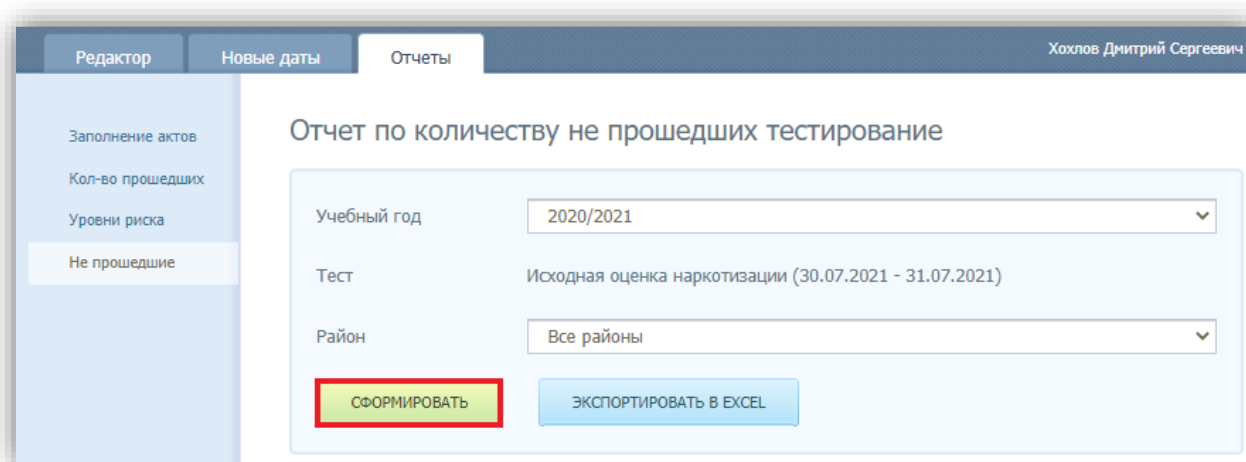 Редактор
Новые даты
Отчеты
Хохлов Дмитрий Сергеевич
Заполнение актов
Кол-во прошедших
Уровни риска
Не прошедшие
Отчет по количеству не прошедших тестирование
Учебный год 2020/2021
Тест Исходная оценка наркотизации (30.07.2021 - 31.07.2021)
Район Все районы
СФОРМИРОВАТЬ ЭКСПОРТИРОВАТЬ В EXCEL